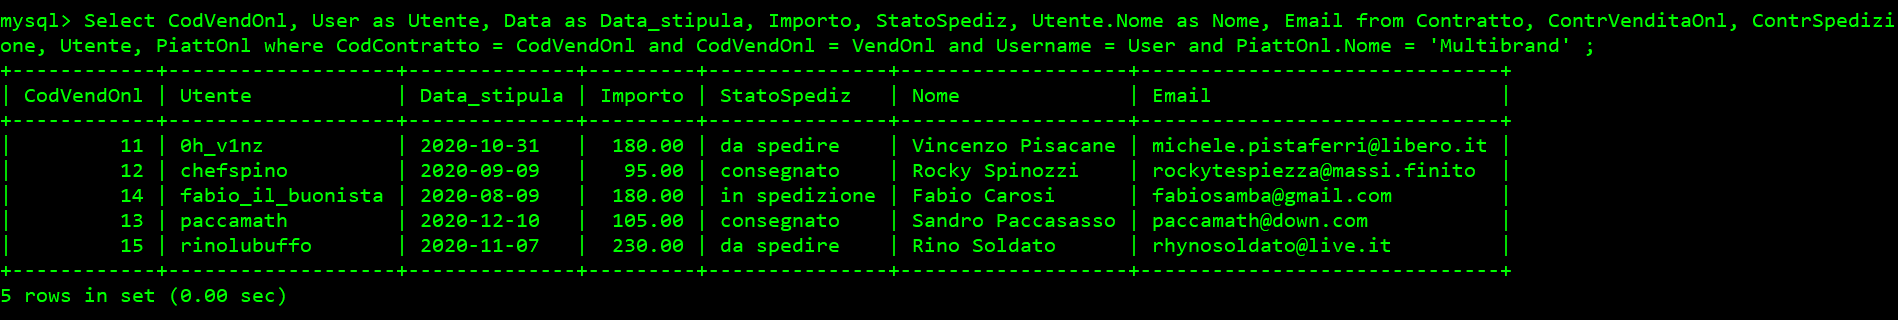 mysql> Select CodVendOnl, User as Utente, Data as Data_stipula, Importo, StatoSpediz, Utente.Nome as Nome, Email from Contratto, ContrVenditaOnl, ContrSpedizi
one, Utente, PiattOnl where CodContratto = CodVendOnl and CodVendOnl = VendOnl and Username = User and PiattOnl.Nome = 'Multibrand' ;
+------------+-------------------+--------------+---------+---------------+-------------------+------------------------------+
| CodVendOnl | Utente            | Data_stipula | Importo | StatoSpediz   | Nome              | Email                        |
+------------+-------------------+--------------+---------+---------------+-------------------+------------------------------+
|         11 | 0h_v1nz           | 2020-10-31   |  180.00 | da spedire    | Vincenzo Pisacane | michele.pistaferri@libero.it |
|         12 | chefspino         | 2020-09-09   |   95.00 | consegnato    | Rocky Spinozzi    | rockytespiezza@massi.finito  |
|         14 | fabio_il_buonista | 2020-08-09   |  180.00 | in spedizione | Fabio Carosi      | fabiosamba@gmail.com         |
|         13 | paccamath         | 2020-12-10   |  105.00 | consegnato    | Sandro Paccasasso | paccamath@down.com           |
|         15 | rinolubuffo       | 2020-11-07   |  230.00 | da spedire    | Rino Soldato      | rhynosoldato@live.it         |
+------------+-------------------+--------------+---------+---------------+-------------------+------------------------------+
5 rows in set (0.00 sec)